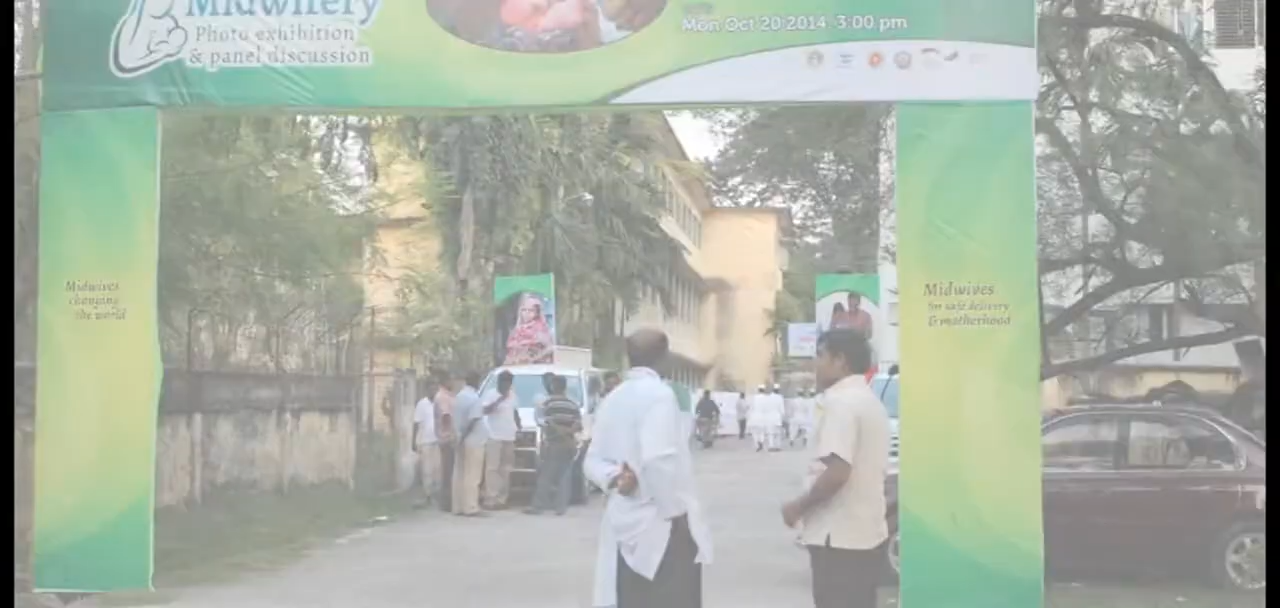 Midwifery
Photo exhibition
& panel discussion
Mon Oct 20 2014, 3:00 pm
Midwives
changing
the world
Midwives
for safe delivery
& motherhood